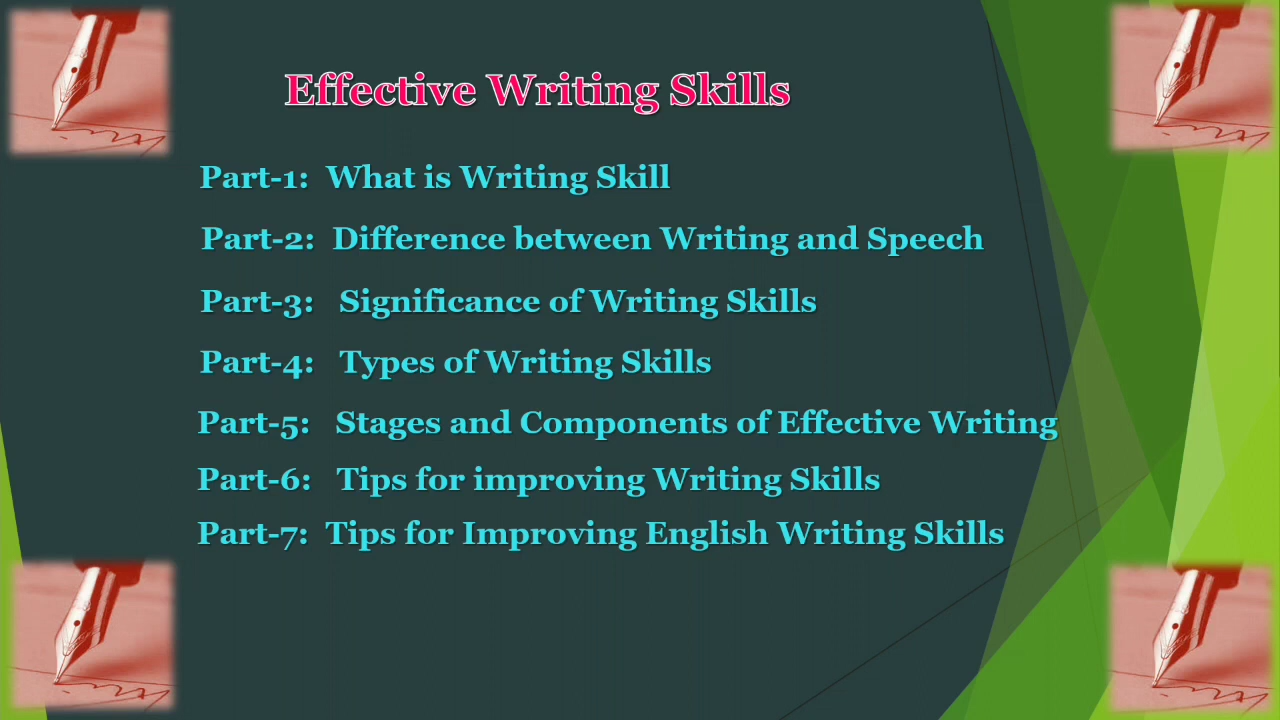 Effective Writing Skills
Part-1: What is Writing Skill
Part-2: Difference between Writing and Speech
Part-3: Significance of Writing Skills
Part-4: Types of Writing Skills
Part-5: Stages and Components of Effective Writing
Part-6: Tips for improving Writing Skills
Part-7: Tips for Improving English Writing Skills